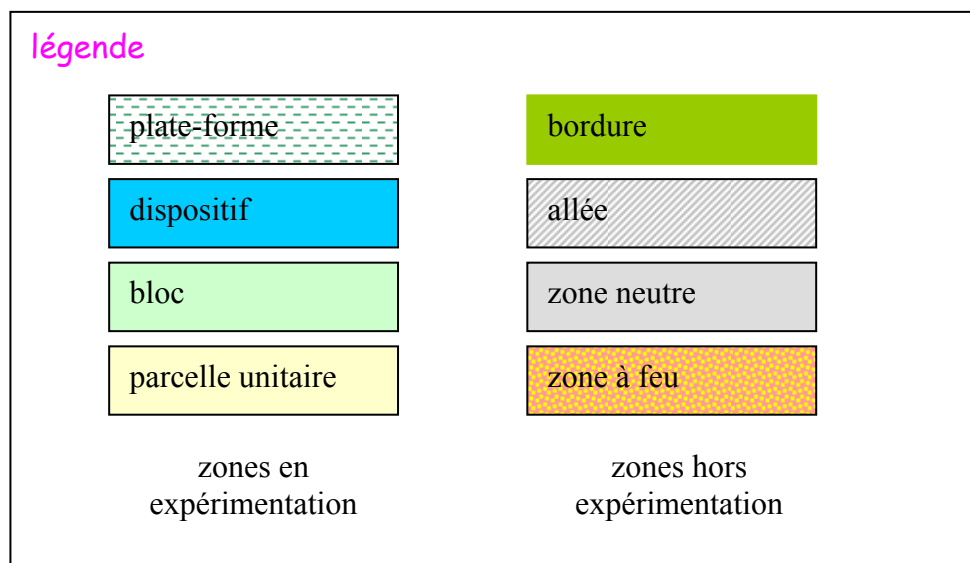 légende
plate-forme
dispositif
bloc
parcelle unitaire
zones en
expérimentation
bordure
allée
zone neutre
zone à feu
zones hors
expérimentation